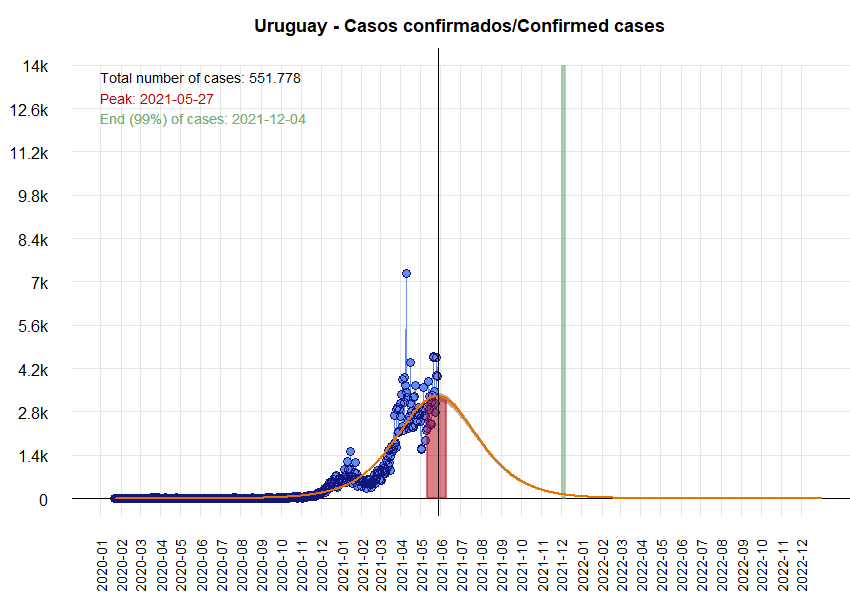 Uruguay - Casos confirmados/Confirmed cases
14k
12.6k
11.2k
9.8k
8.4k
7k
5.6k
4.2k
2.8k
1.4k
0
Total number of cases: 551.778
Peak: 2021-05-27
End (99%) of cases: 2021-12-04
2020-01
2020-02
2020-03
2020-04
2020-05
2020-06
2020-07
2020-08
2020-09
2020-10
2020-11
2020-12
2021-01
2021-02
2021-03
2021-04
2021-05
2021-06
2021-07
2021-08
2021-09
2021-10
2021-11
2021-12
2022-01
2022-02
2022-03
2022-04
2022-05
2022-06
2022-07
2022-08
2022-09
2022-10
2022-11
2022-12